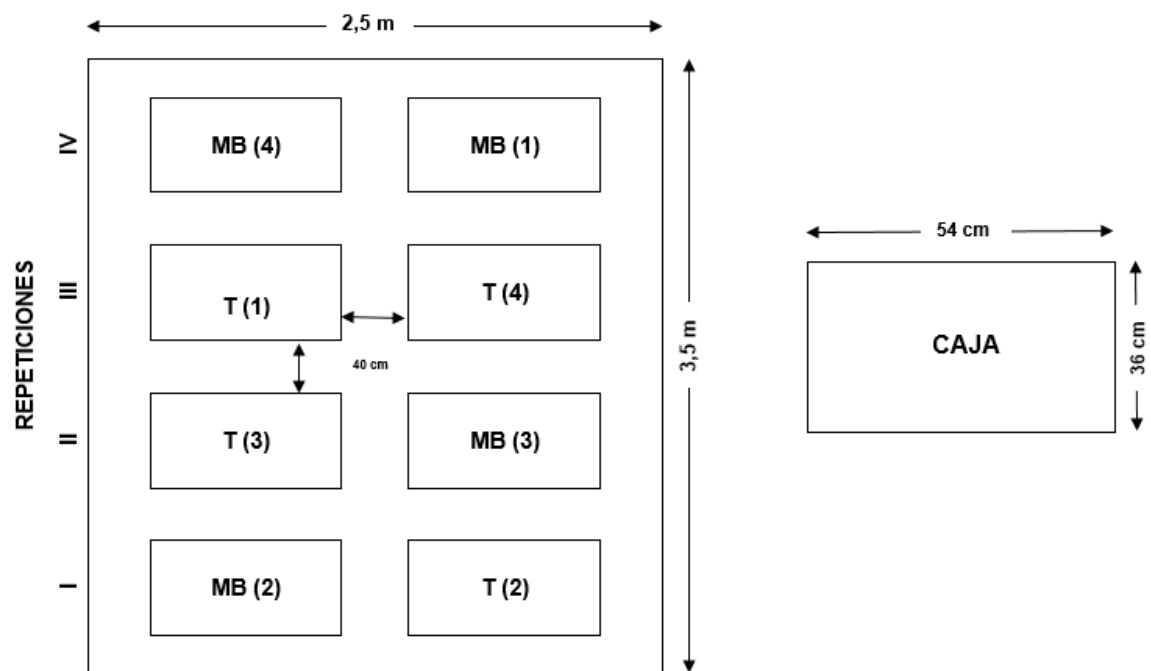 2,5 m
IV
MB (4)
MB (1)
54 cm
REPETICIONES
III
T (1)
T (4)
40 cm
3,5 m
CAJA
36 cm
II
T (3)
MB (3)
I
MB (2)
T (2)